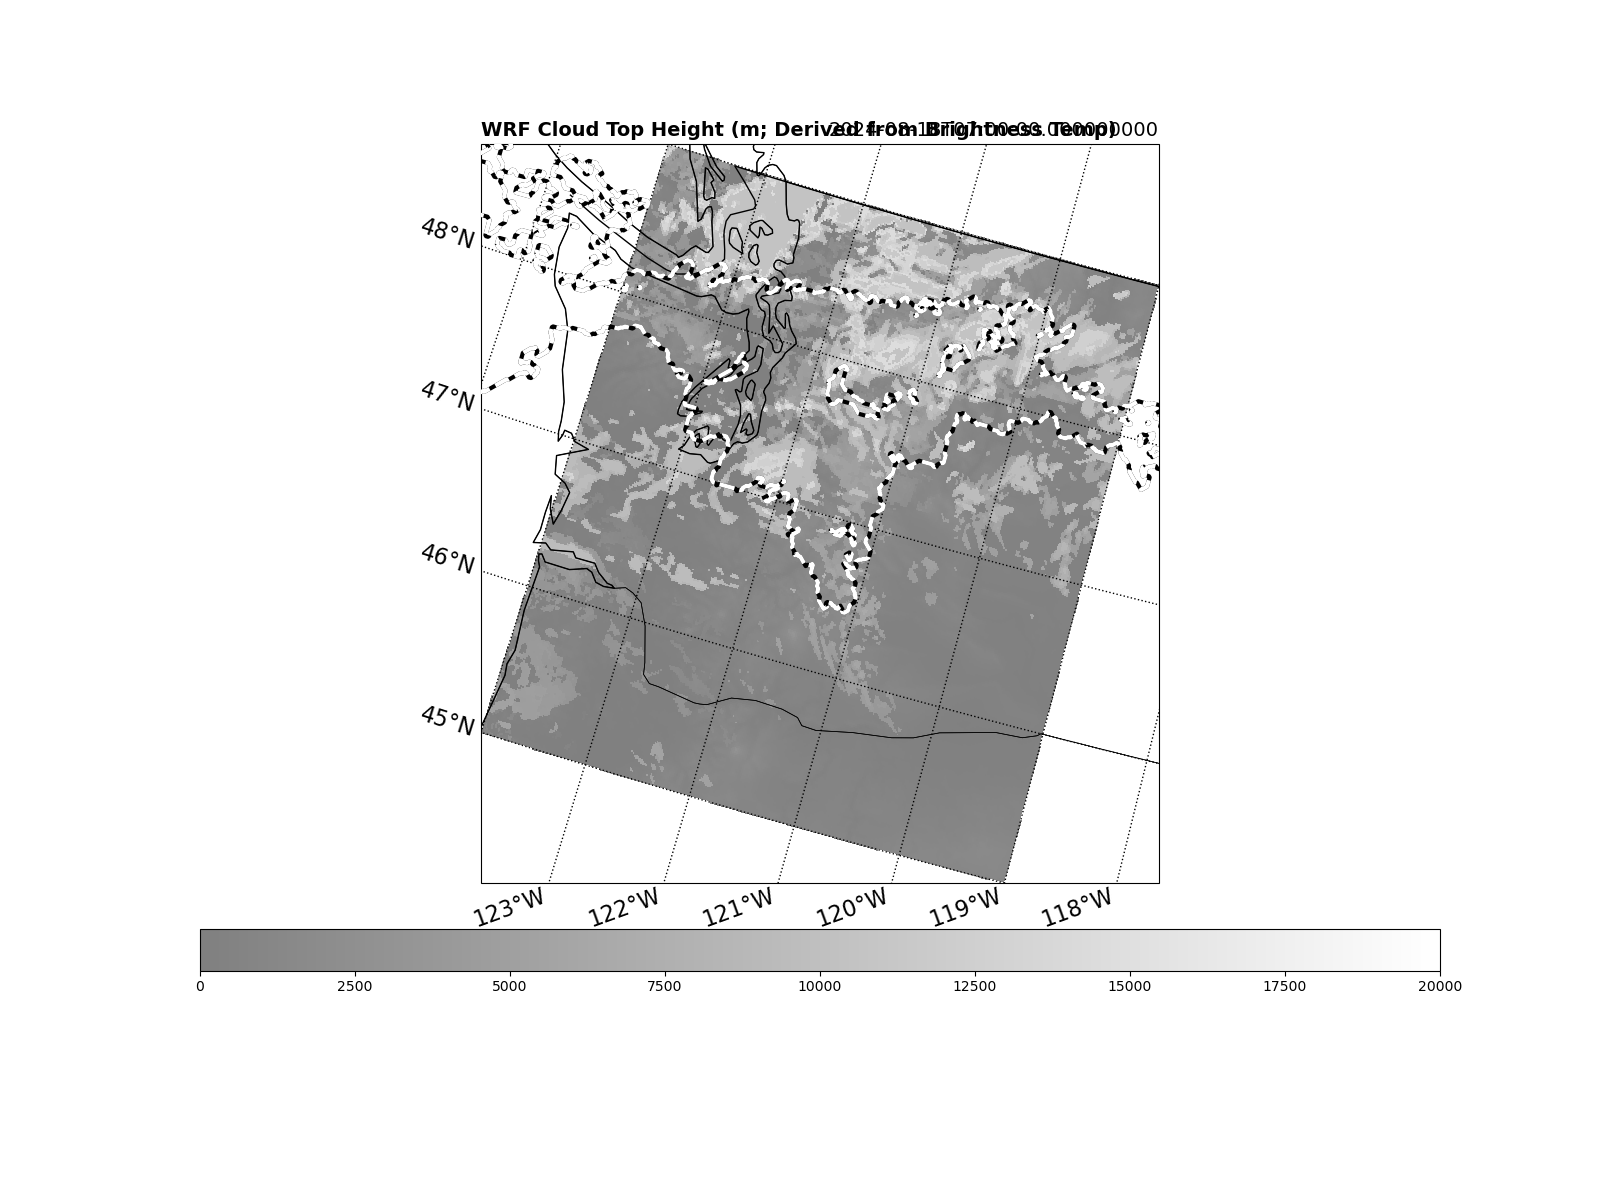 WRF Cloud Top Height (m; Derived from Brightness Temp)
48°N
47°N
46°N
45°N
123°W 122°W 121°W 120°W 119°W 118°W
0 2500 5000 7500 10000 12500 15000 17500 20000